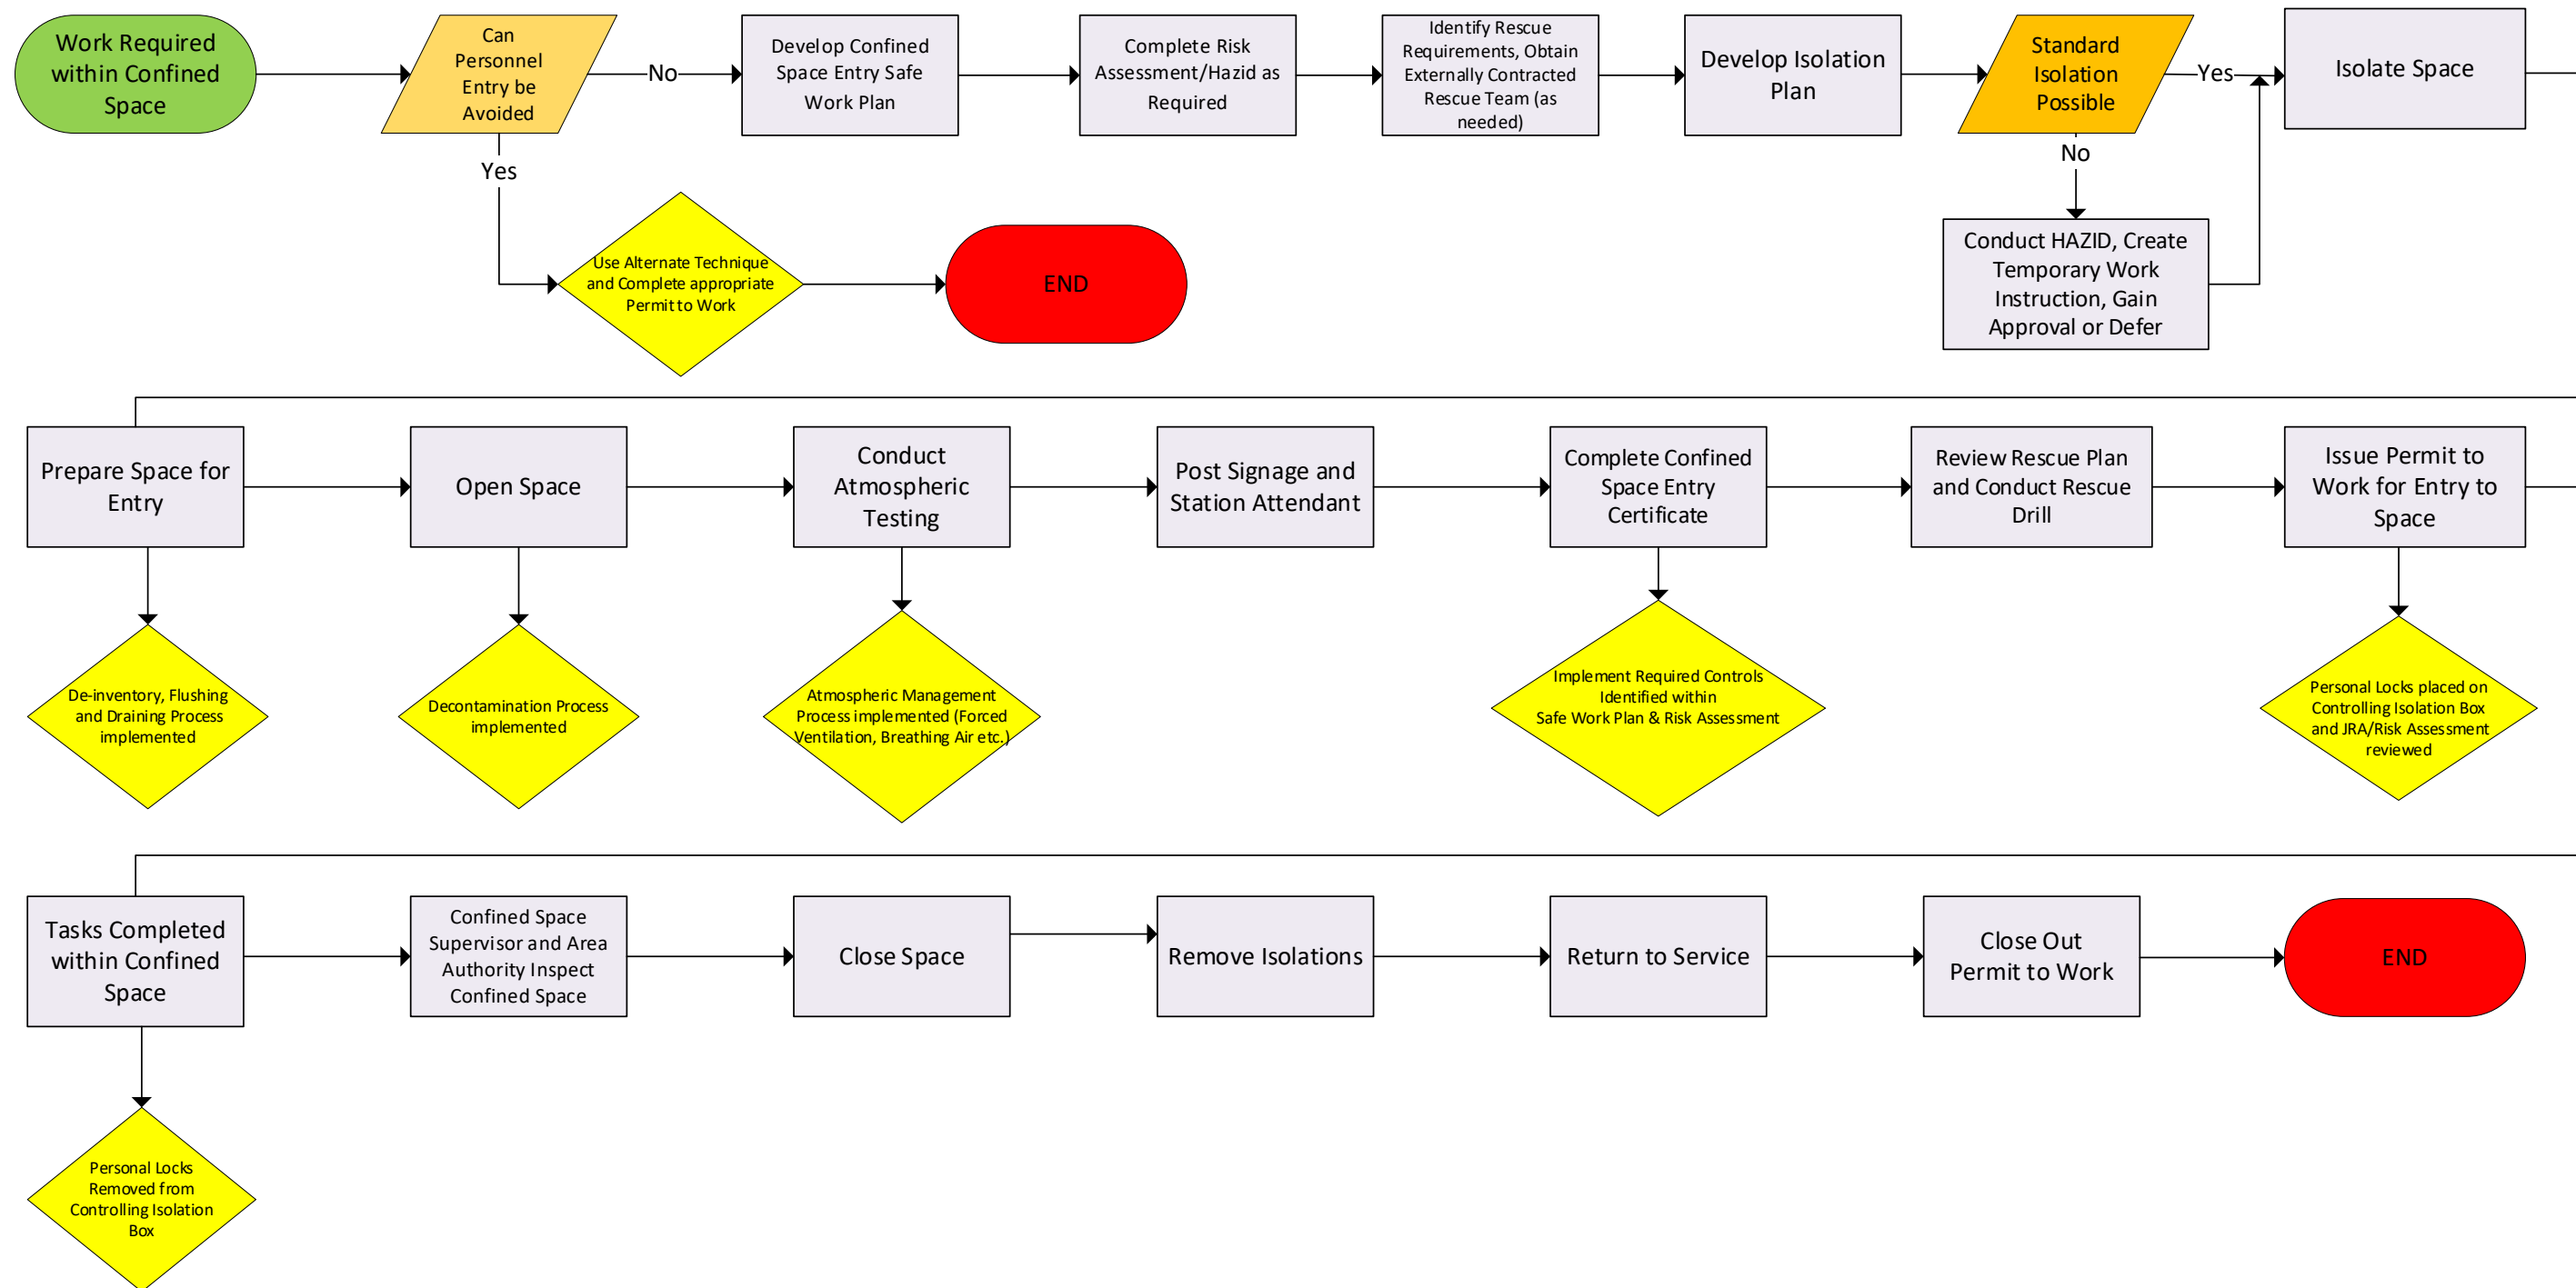 Work Required
within Confined
Space
Can
Personnel
Entry be
Avoided
No
Develop Confined
Space Entry Safe
Work Plan
Complete Risk
Assessment/Hazid as
Required
Identify Rescue
Requirements, Obtain
Externally Contracted
Rescue Team (as
needed)
Develop Isolation
Plan
Standard
Isolation
Possible
Yes
Isolate Space
Yes
No
Use Alternate Technique
and Complete appropriate
Permit to Work
END
Conduct HAZID, Create
Temporary Work
Instruction, Gain
Approval or Defer
Prepare Space for
Entry
Open Space
Conduct
Atmospheric
Testing
Post Signage and
Station Attendant
Complete Confined
Space Entry
Certificate
Review Rescue Plan
and Conduct Rescue
Drill
Issue Permit to
Work for Entry to
Space
De-inventory, Flushing
and Draining Process
implemented
Decontamination Process
implemented
Atmospheric Management
Process implemented (Forced
Ventilation, Breathing Air etc.)
Implement Required Controls
Identified within
Safe Work Plan & Risk Assessment
Personal Locks placed on
Controlling Isolation Box
and JRA/Risk Assessment
reviewed
Tasks Completed
within Confined
Space
Confined Space
Supervisor and Area
Authority Inspect
Confined Space
Close Space
Remove Isolations
Return to Service
Close Out
Permit to Work
END
Personal Locks
Removed from
Controlling Isolation
Box